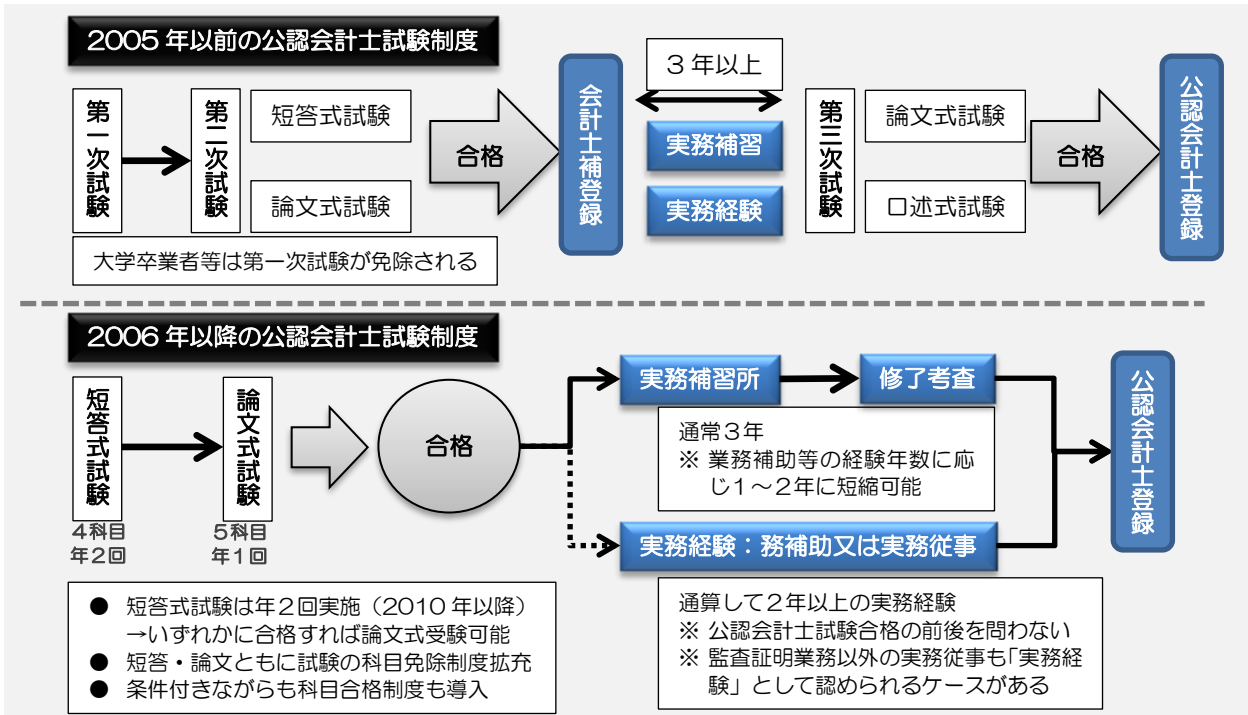 2005年以前の公認会計士試験制度
第一次試験
第二次試験
短答式試験
論文式試験
合格
会計士補登録
3年以上
実務補習
実務経験
第三次試験
論文式試験
口述式試験
合格
公認会計士登録
大学卒業者等は第一次試験が免除される
2006年以降の公認会計士試験制度
短答式試験
4科目
年2回
論文式試験
5科目
年1回
合格
実務補習所
修了考査
通常3年
※ 業務補助等の経験年数に応
じ1~2年に短縮可能
実務経験:務補助又は実務従事
通算して2年以上の実務経験
※ 公認会計士試験合格の前後を問わない
※ 監査証明業務以外の実務従事も「実務経
験」として認められるケースがある
公認会計士登録
● 短答式試験は年2回実施(2010年以降)
→いずれかに合格すれば論文式受験可能
● 短答・論文ともに試験の科目免除制度拡充
● 条件付きながらも科目合格制度も導入